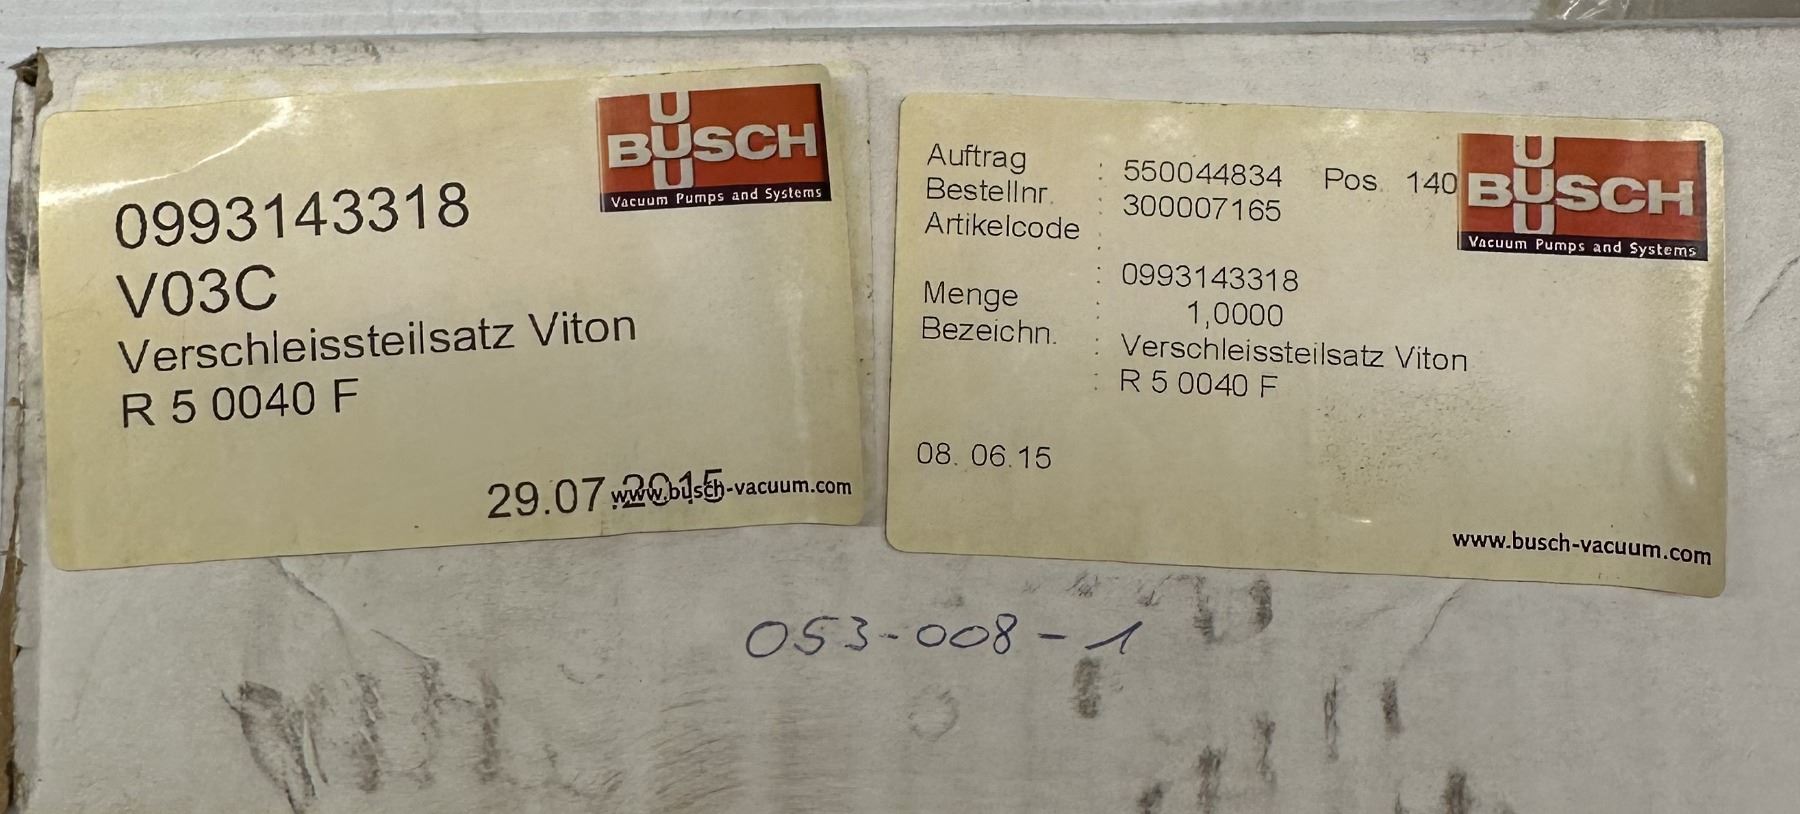 BUSCH
Vacuum Pumps and Systems
0993143318
V03C
Verschleissteilsatz Viton
R 5 0040 F
29.07.2015
www.busch-vacuum.com
BUSCH
Vacuum Pumps and Systems
Auftrag : 550044834 Pos. 140
Bestellnr. : 300007165
Artikelcode :
: 0993143318
Menge : 1,0000
Bezeichn. : Verschleissteilsatz Viton
: R 5 0040 F
08. 06.15
www.busch-vacuum.com
053-008-1